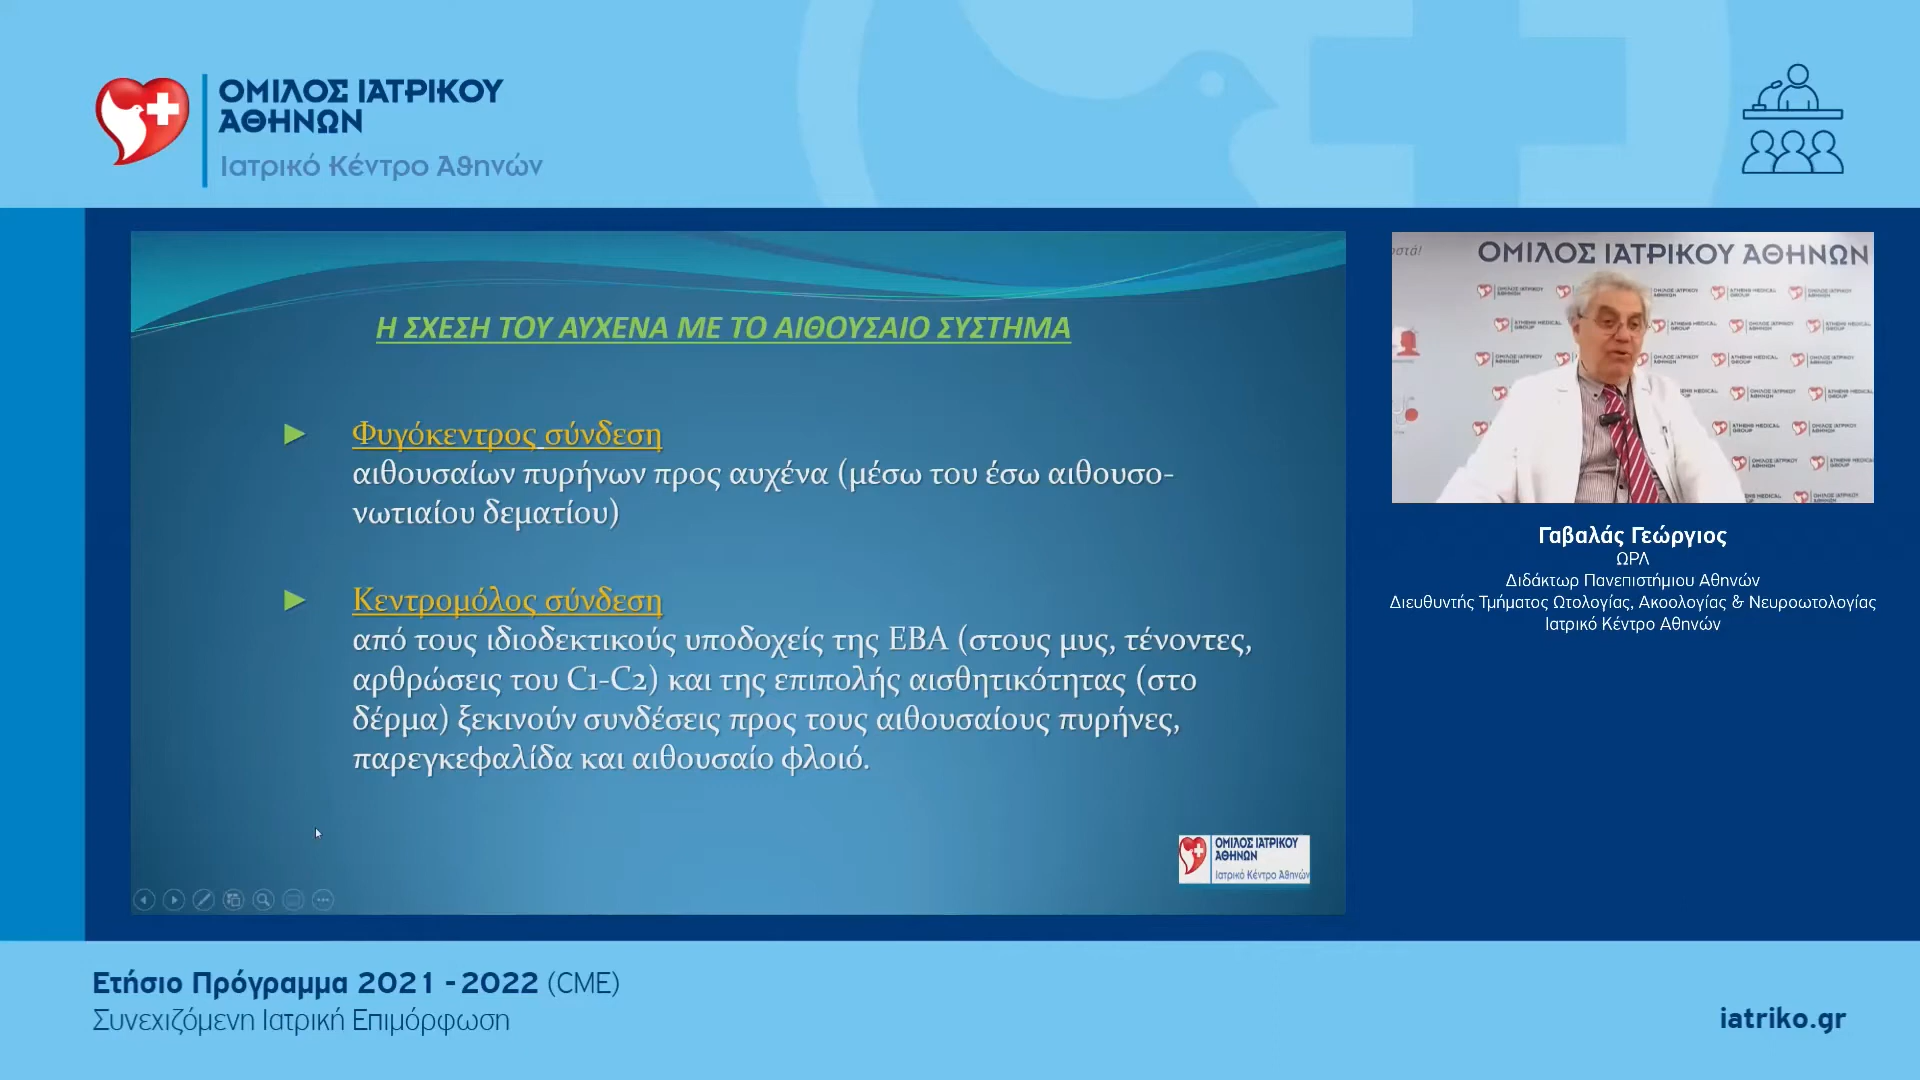 ΟΜΙΛΟΣ ΙΑΤΡΙΚΟΥ
ΑΘΗΝΩΝ
Ιατρικό Κέντρο Αθηνών
Η ΣΧΕΣΗ ΤΟΥ ΑΥΧΕΝΑ ΜΕ ΤΟ ΑΙΘΟΥΣΑΙΟ ΣΥΣΤΗΜΑ
Φυγόκεντρος σύνδεση
αιθουσαίων πυρήνων προς αυχένα (μέσω του έσω αιθουσο-
νωτιαίου δεματίου)
Κεντρομόλος σύνδεση
από τους ιδιοδεκτικούς υποδοχείς της ΕΒΑ (στους μυς, τένοντες,
αρθρώσεις του C1-C2) και της επιπολής αισθητικότητας (στο
δέρμα) ξεκινούν συνδέσεις προς τους αιθουσαίους πυρήνες,
παρεγκεφαλίδα και αιθουσαίο φλοιό.
ΟΜΙΛΟΣ ΙΑΤΡΙΚΟΥ
ΑΘΗΝΩΝ
Ιατρικό Κέντρο Αθηνών
ΟΜΙΛΟΣ ΙΑΤΡΙΚΟΥ ΑΘΗΝΩΝ
Γαβαλάς Γεώργιος
ΩΡΛ
Διδάκτωρ Πανεπιστήμιου Αθηνών
Διευθυντής Τμήματος Ωτολογίας, Ακοολογίας & Νευροωτολογίας
Ιατρικό Κέντρο Αθηνών
Ετήσιο Πρόγραμμα 2021 - 2022 (CME)
Συνεχιζόμενη Ιατρική Επιμόρφωση
iatriko.gr